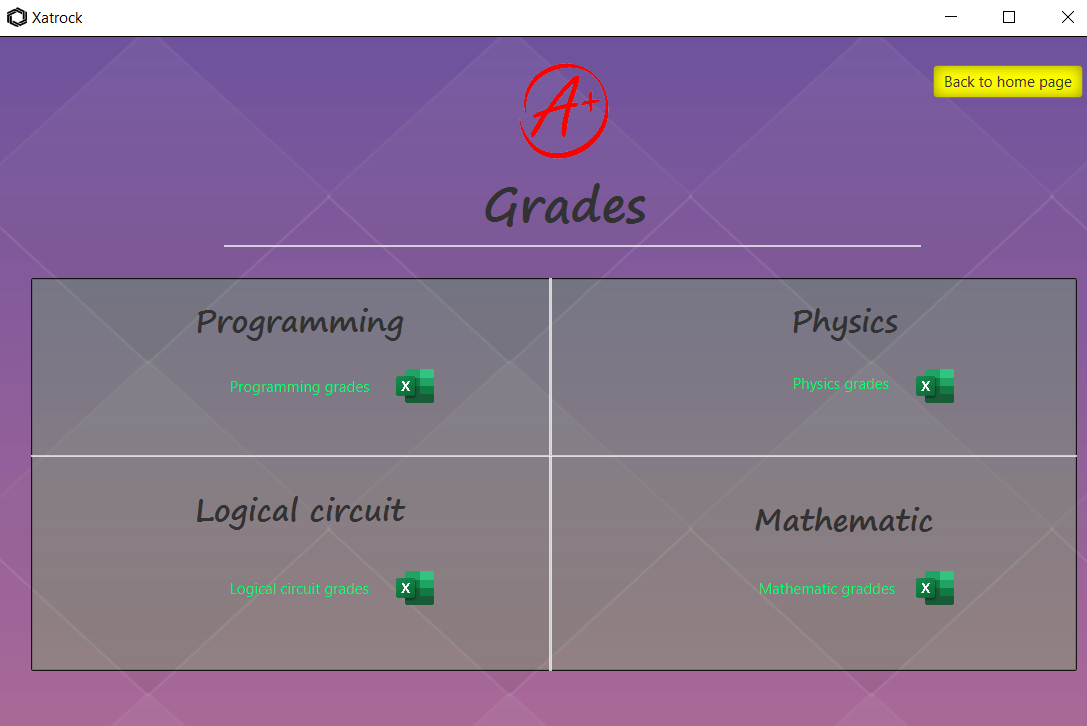 Xatrock
Back to home page
A+
Grades
Programming
Programming grades
X
Physics
Physics grades
X
Logical circuit
Logical circuit grades
X
Mathematic
Mathematic graddes
X